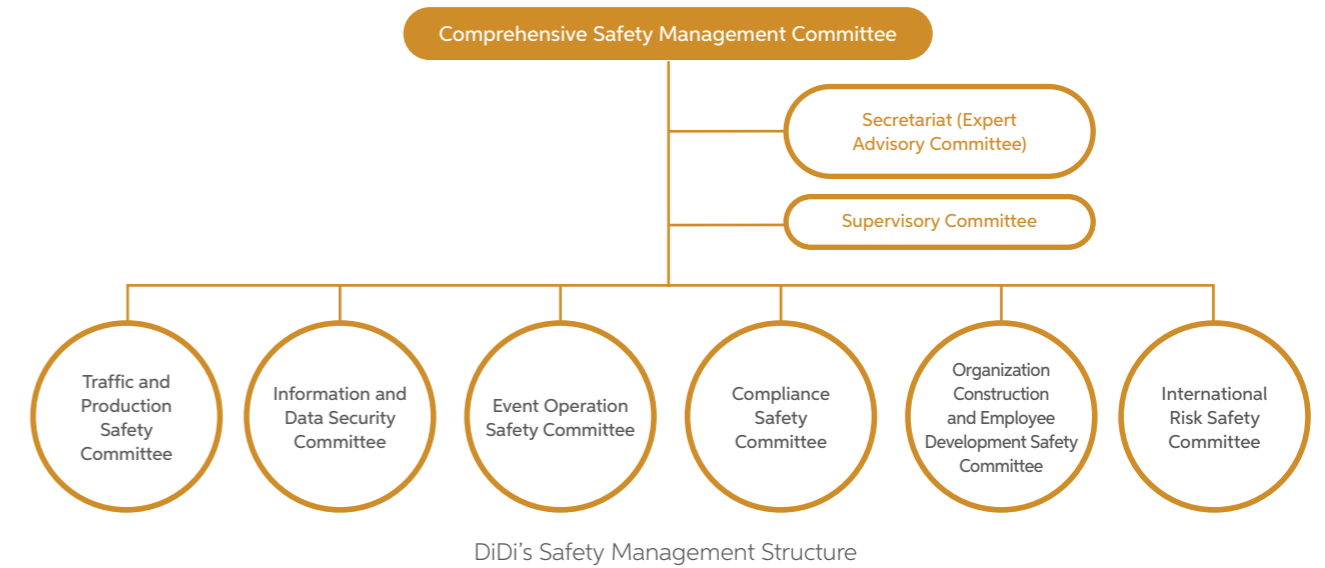 Comprehensive Safety Management Committee
Secretariat (Expert
Advisory Committee)
Supervisory Committee
Traffic and
Production
Safety
Committee
Information and
Data Security
Committee
Event Operation
Safety Committee
Compliance
Safety
Committee
Organization
Construction
and Employee
Development Safety
Committee
International
Risk Safety
Committee
DiDi’s Safety Management Structure